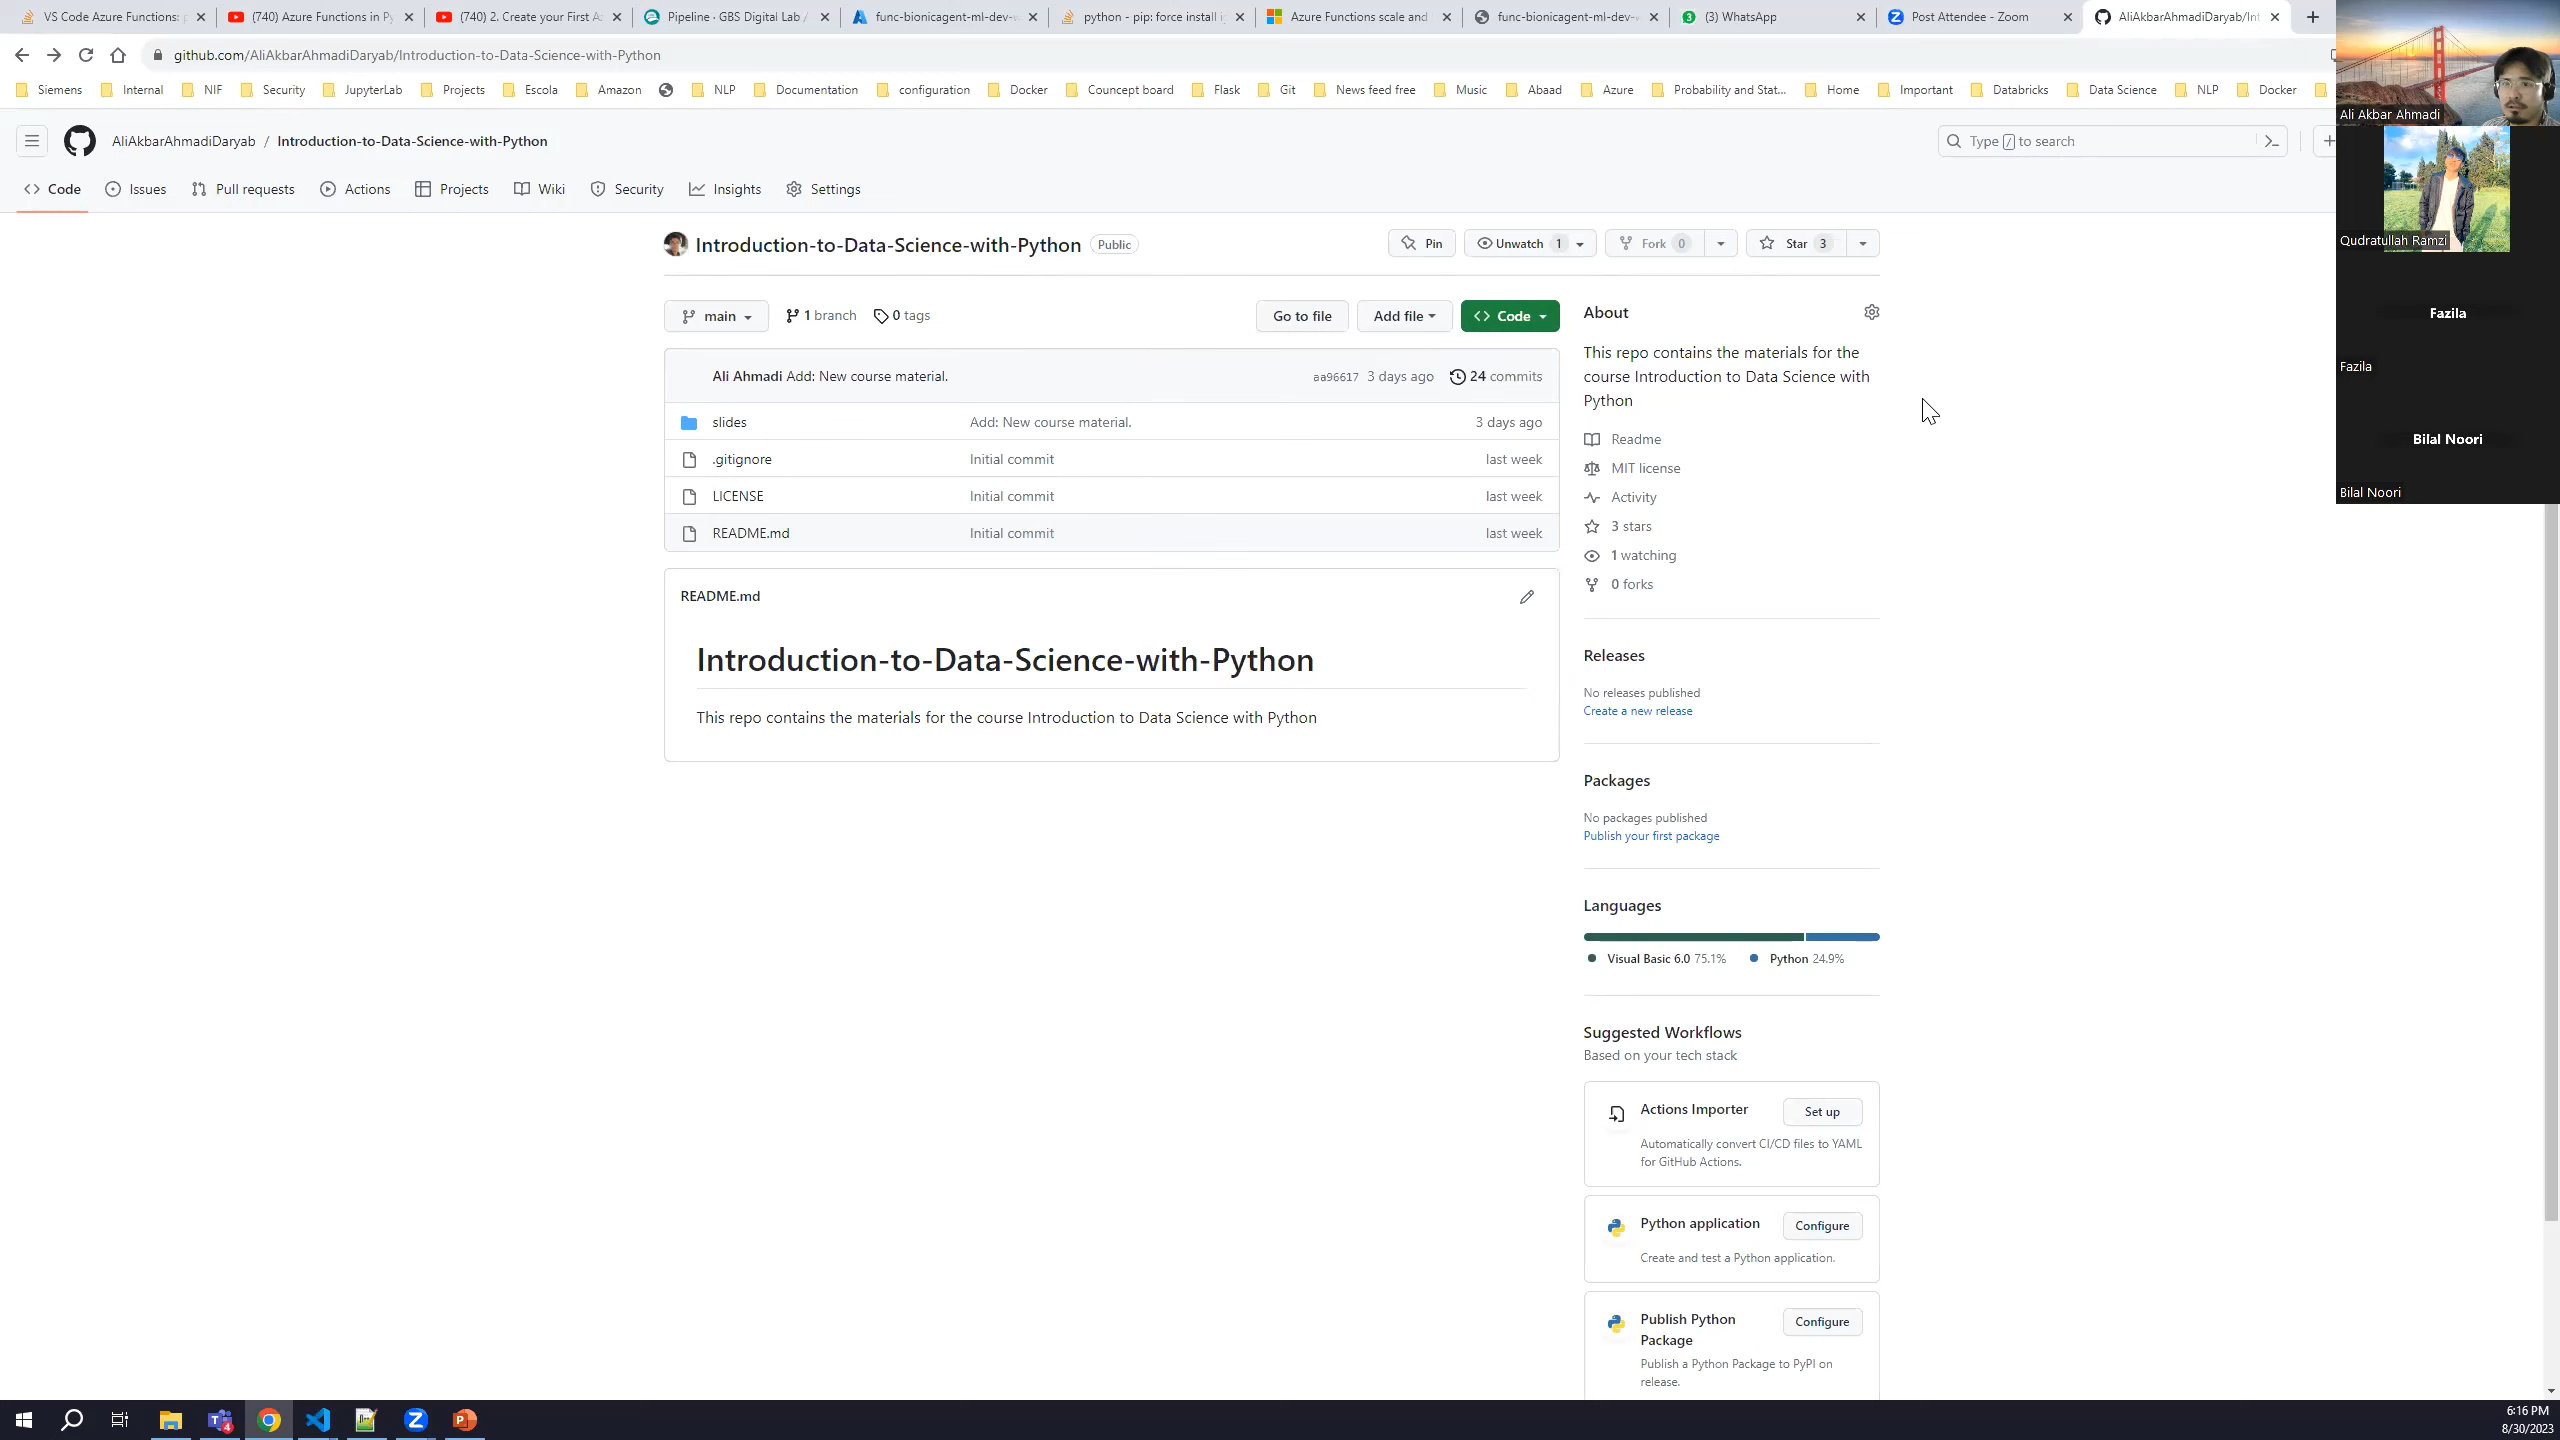 VS Code Azure Functions: p
(740) Azure Functions in Py
(740) 2. Create your First A
Pipeline · GBS Digital Lab /
func-bionicagent-ml-dev-
python - pip: force install i
Azure Functions scale and
func-bionicagent-ml-dev-
(3) WhatsApp
Post Attendee - Zoom
AliAkbarAhmadiDaryab/Int
github.com/AliAkbarAhmadiDaryab/Introduction-to-Data-Science-with-Python
Siemens Internal NIF Security JupyterLab Projects Escola Amazon NLP Documentation configuration Docker Councept board Flask Git News feed free Music Abaad Azure Probability and Stat... Home Important Databricks Data Science NLP Docker
AliAkbarAhmadiDaryab / Introduction-to-Data-Science-with-Python
Type / to search
Code Issues Pull requests Actions Projects Wiki Security Insights Settings
Introduction-to-Data-Science-with-Python Public
Pin Unwatch 1 Fork 0 Star 3
main 1 branch 0 tags
Go to file Add file Code
Ali Ahmadi Add: New course material. aa96617 3 days ago 24 commits
slides Add: New course material. 3 days ago
.gitignore Initial commit last week
LICENSE Initial commit last week
README.md Initial commit last week
README.md
Introduction-to-Data-Science-with-Python
This repo contains the materials for the course Introduction to Data Science with Python
About
This repo contains the materials for the
course Introduction to Data Science with
Python
Readme
MIT license
Activity
3 stars
1 watching
0 forks
Releases
No releases published
Create a new release
Packages
No packages published
Publish your first package
Languages
Visual Basic 6.0 75.1% Python 24.9%
Suggested Workflows
Based on your tech stack
Actions Importer
Set up
Automatically convert CI/CD files to YAML
for GitHub Actions.
Python application
Configure
Create and test a Python application.
Publish Python
Package
Configure
Publish a Python Package to PyPI on
release.
Ali Akbar Ahmadi
Qudratullah Ramzi
Fazila
Fazila
Bilal Noori
Bilal Noori
4
6:16 PM
8/30/2023